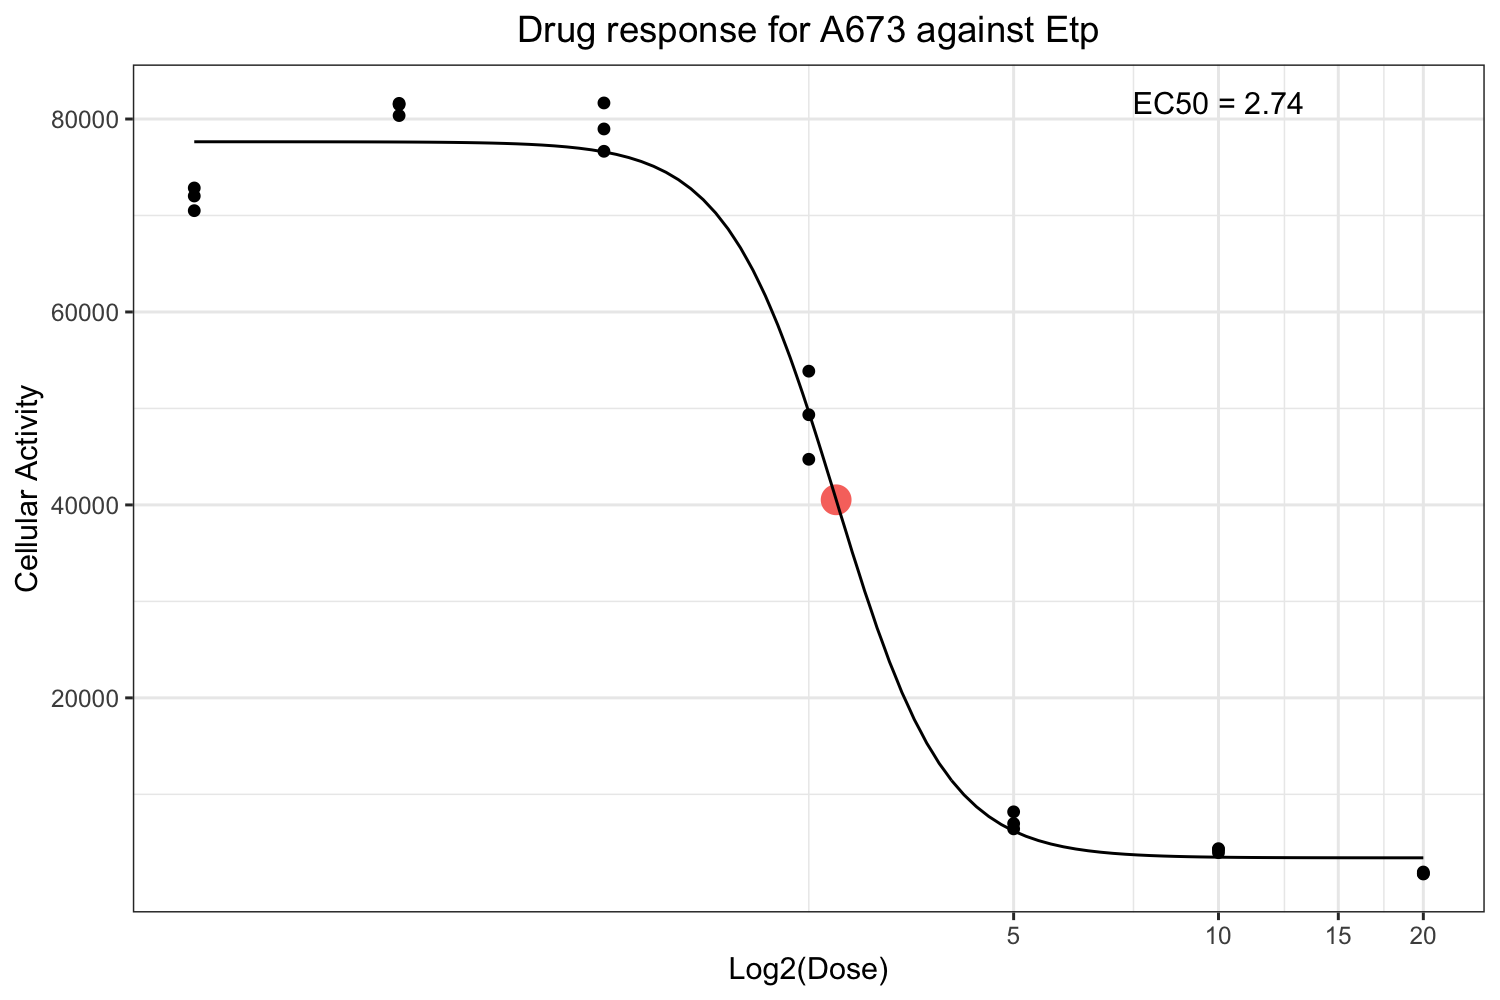 Drug response for A673 against Etp
EC50 = 2.74
80000
60000
40000
20000
Cellular Activity
5
10
15
20
Log2(Dose)